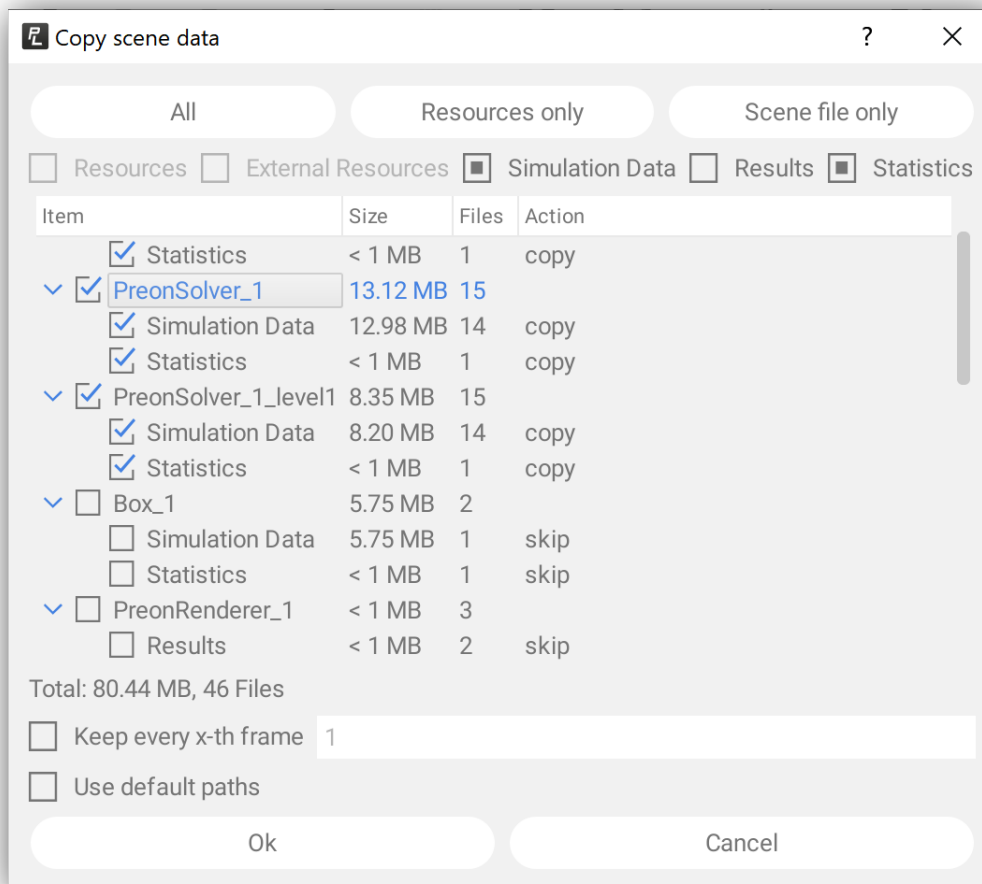 PL Copy scene data ?
All Resources only Scene file only
Resources External Resources Simulation Data Results Statistics
Item Size Files Action
Statistics < 1 MB 1 copy
PreonSolver_1 13.12 MB 15
Simulation Data 12.98 MB 14 copy
Statistics < 1 MB 1 copy
PreonSolver_1_level1 8.35 MB 15
Simulation Data 8.20 MB 14 copy
Statistics < 1 MB 1 copy
Box_1 5.75 MB 2
Simulation Data 5.75 MB 1 skip
Statistics < 1 MB 1 skip
PreonRenderer_1 < 1 MB 3
Results < 1 MB 2 skip
Total: 80.44 MB, 46 Files
Keep every x-th frame 1
Use default paths
Ok Cancel